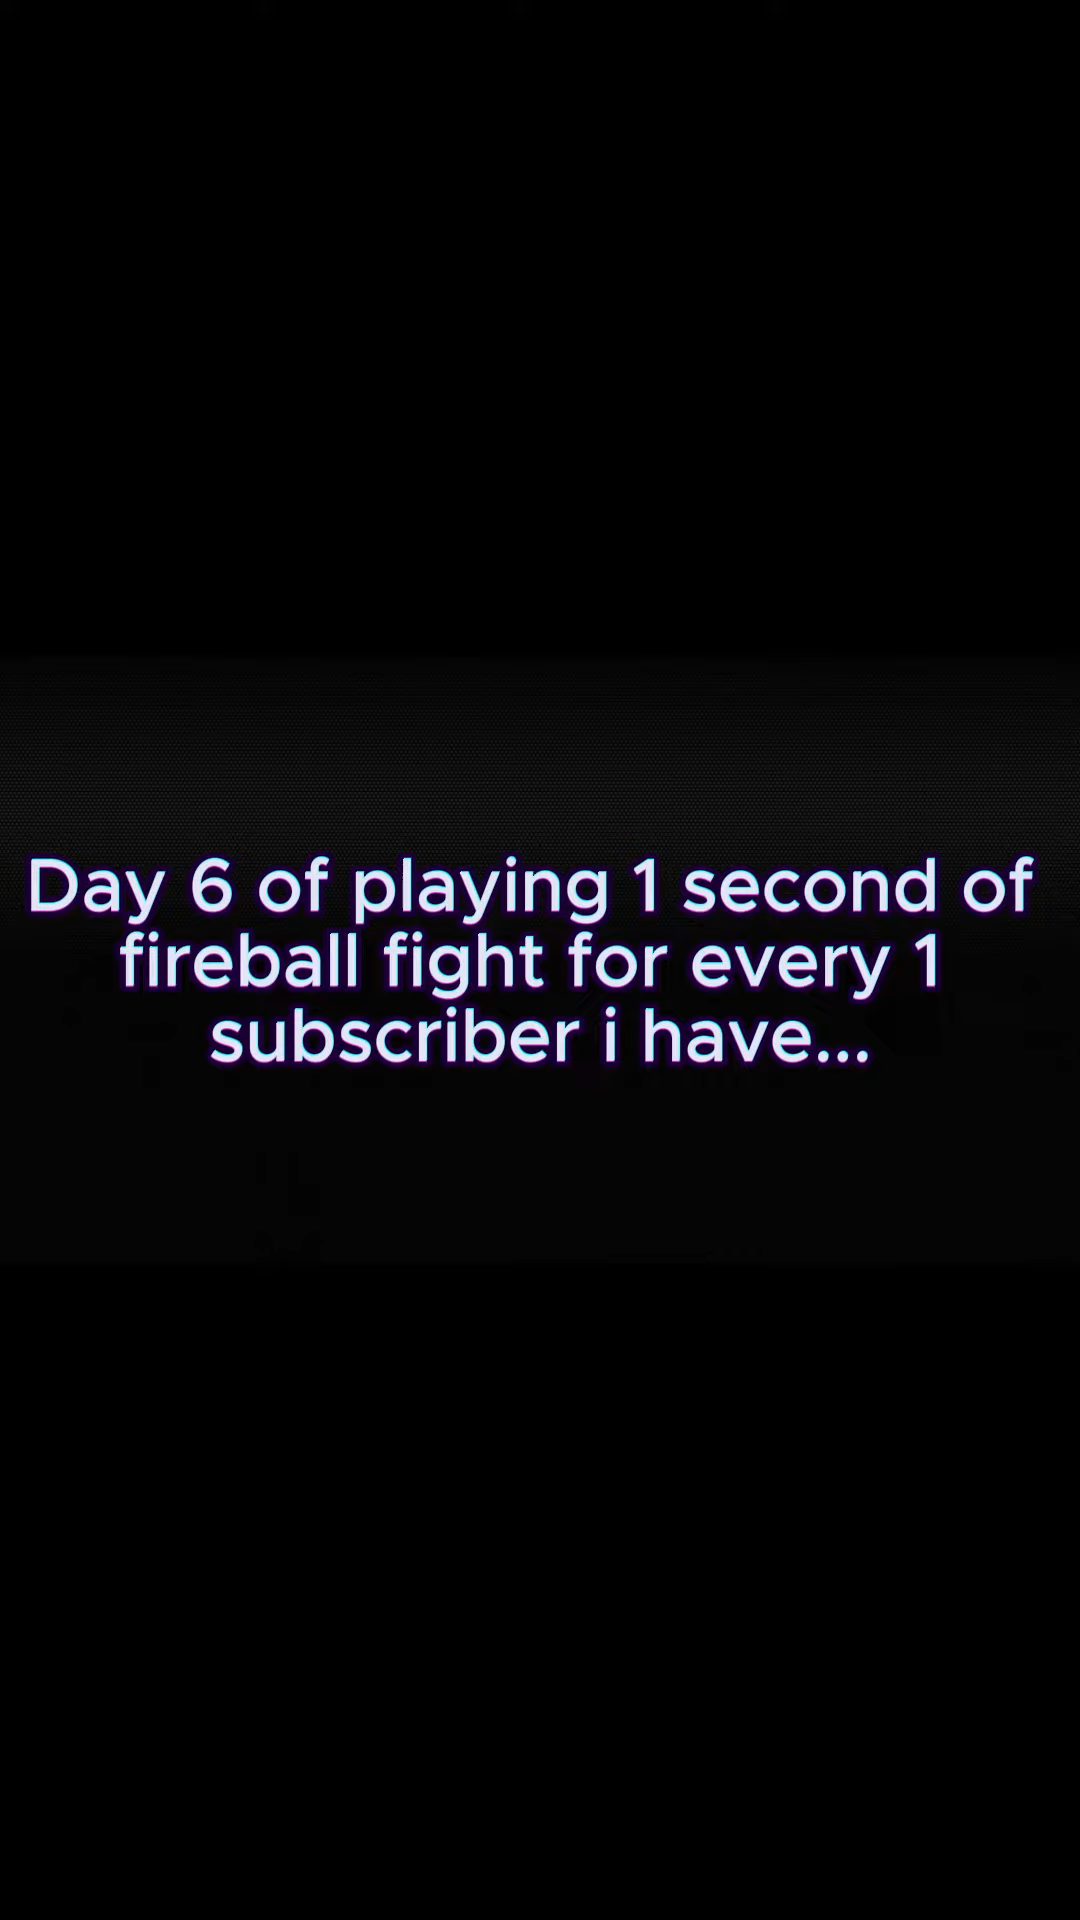 Day 6 of playing 1 second of
fireball fight for every 1
subscriber i have...